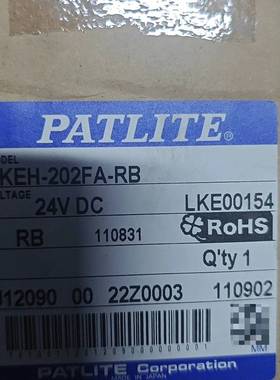 PATLITE®
DEL
KEH-202FA-RB
LTAGE
24V DC
LKE00154
RoHS
RB
110831
Q'ty 1
12090 00 22Z0003
110902
PATLITE Corporation
MADE IN JAPAN